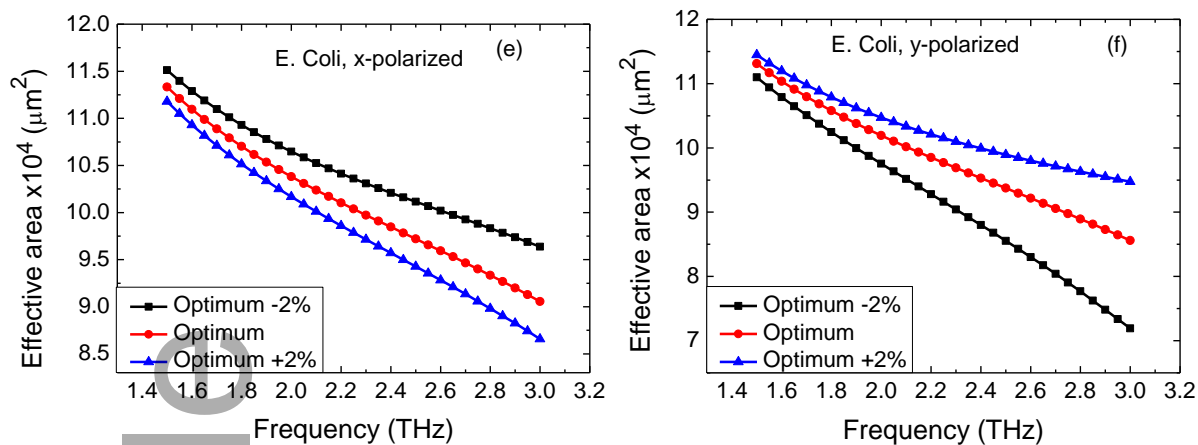 E. Coli, x-polarized
(e)
Effective area x10⁴ (μm²)
11.5
11.0
10.5
10.0
9.5
9.0
8.5
Optimum -2%
Optimum
Optimum +2%
1.4 1.6 1.8 2.0 2.2 2.4 2.6 2.8 3.0 3.2
Frequency (THz)
E. Coli, y-polarized
(f)
Effective area x10⁴ (μm²)
12
11
10
9
8
7
Optimum -2%
Optimum
Optimum +2%
1.4 1.6 1.8 2.0 2.2 2.4 2.6 2.8 3.0 3.2
Frequency (THz)